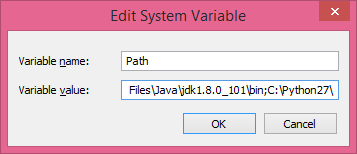 Edit System Variable
Variable name: Path
Variable value: Files\Java\jdk1.8.0_101\bin;C:\Python27\
OK Cancel